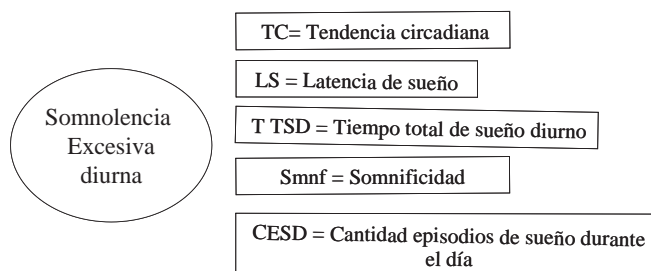 TC= Tendencia circadiana
LS = Latencia de sueño
Somnolencia
Excesiva
diurna
T TSD = Tiempo total de sueño diurno
Smnf = Somnificidad
CESD = Cantidad episodios de sueño durante
el día